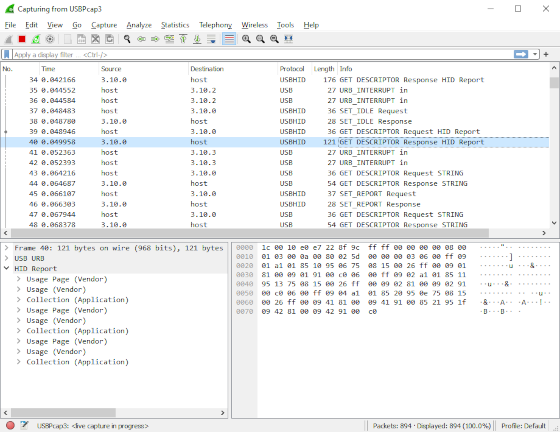 Capturing from USBPcap3
File Edit View Go Capture Analyze Statistics Telephony Wireless Tools Help
Apply a display filter ... <Ctrl-/>
No. Time Source Destination Protocol Length Info
34 0.042166 3.10.0 host USBHID 176 GET DESCRIPTOR Response HID Report
35 0.044552 host 3.10.2 USB 27 URB_INTERRUPT in
36 0.044584 host 3.10.2 USB 27 URB_INTERRUPT in
37 0.048483 host 3.10.0 USBHID 36 SET_IDLE Request
38 0.048780 3.10.0 host USBHID 28 SET_IDLE Response
39 0.048946 host 3.10.0 USBHID 36 GET DESCRIPTOR Request HID Report
40 0.049958 3.10.0 host USBHID 121 GET DESCRIPTOR Response HID Report
41 0.052363 host 3.10.3 USB 27 URB_INTERRUPT in
42 0.052393 host 3.10.3 USB 27 URB_INTERRUPT in
43 0.064216 host 3.10.0 USB 36 GET DESCRIPTOR Request STRING
44 0.064687 3.10.0 host USB 54 GET DESCRIPTOR Response STRING
45 0.066107 host 3.10.0 USBHID 37 SET_REPORT Request
46 0.066303 3.10.0 host USBHID 28 SET_REPORT Response
47 0.067944 host 3.10.0 USB 36 GET DESCRIPTOR Request STRING
48 0.068378 3.10.0 host USB 54 GET DESCRIPTOR Response STRING
Frame 40: 121 bytes on wire (968 bits), 121 bytes
USB URB
HID Report
Usage Page (Vendor)
Usage (Vendor)
Collection (Application)
Usage Page (Vendor)
Usage (Vendor)
Collection (Application)
Usage Page (Vendor)
Usage (Vendor)
Collection (Application)
0000 1c 00 10 e0 e7 22 8f 9c ff ff 00 00 00 00 08 00
0010 01 03 00 0a 00 80 02 5d 00 00 00 03 06 00 ff 09
0020 01 a1 01 85 10 95 06 75 08 15 00 26 ff 00 09 01
0030 81 00 09 01 91 00 c0 06 00 ff 09 02 a1 01 85 11
0040 95 13 75 08 15 00 26 ff 00 09 02 81 00 09 02 91
0050 00 c0 06 00 ff 09 04 a1 01 85 20 95 0e 75 08 15
0060 00 26 ff 00 09 41 81 00 09 41 91 00 85 21 95 1f
0070 09 42 81 00 09 42 91 00 c0
USBPcap3: <live capture in progress> Packets: 894 · Displayed: 894 (100.0%) Profile: Default